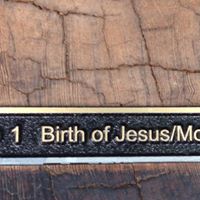 1 Birth of Jesus/Mo